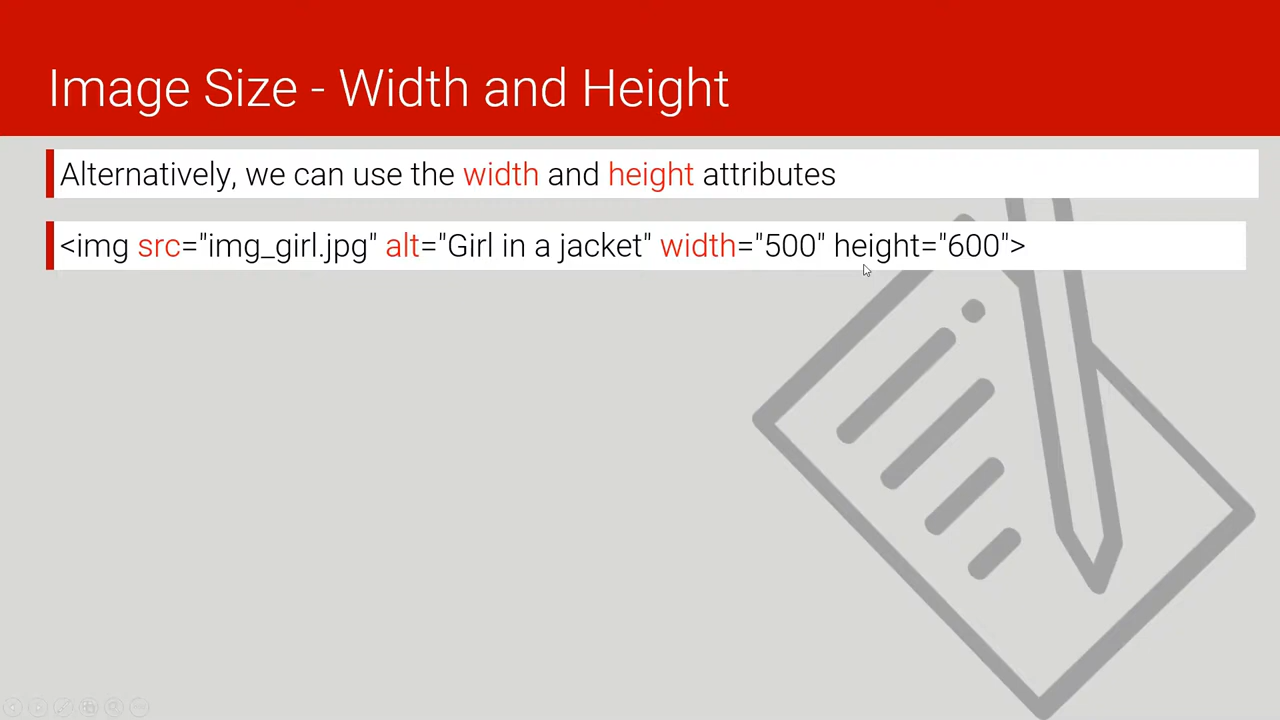 Image Size - Width and Height
Alternatively, we can use the width and height attributes
<img src="img_girl.jpg" alt="Girl in a jacket" width="500" height="600">